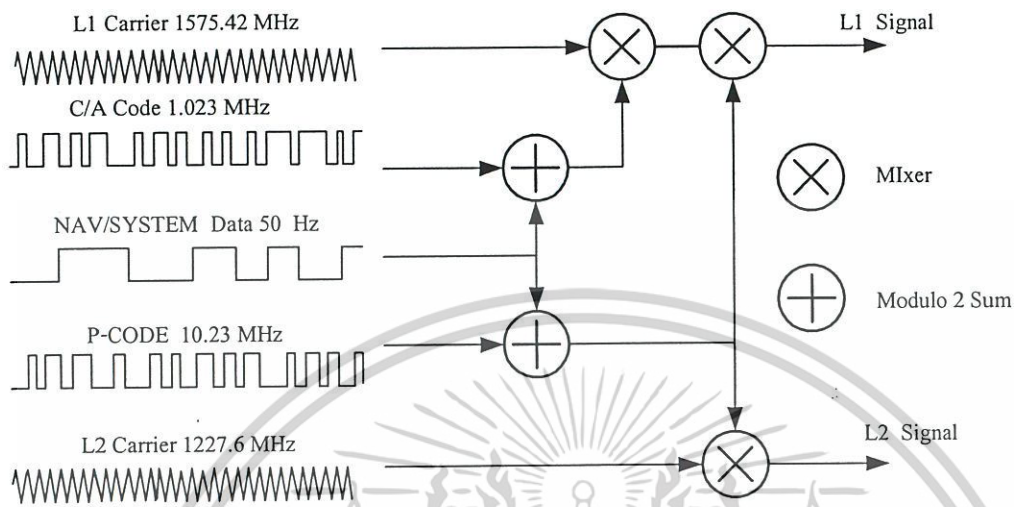 L1 Carrier 1575.42 MHz
L1 Signal
C/A Code 1.023 MHz
MIxer
NAV/SYSTEM Data 50 Hz
Modulo 2 Sum
P-CODE 10.23 MHz
L2 Carrier 1227.6 MHz
L2 Signal